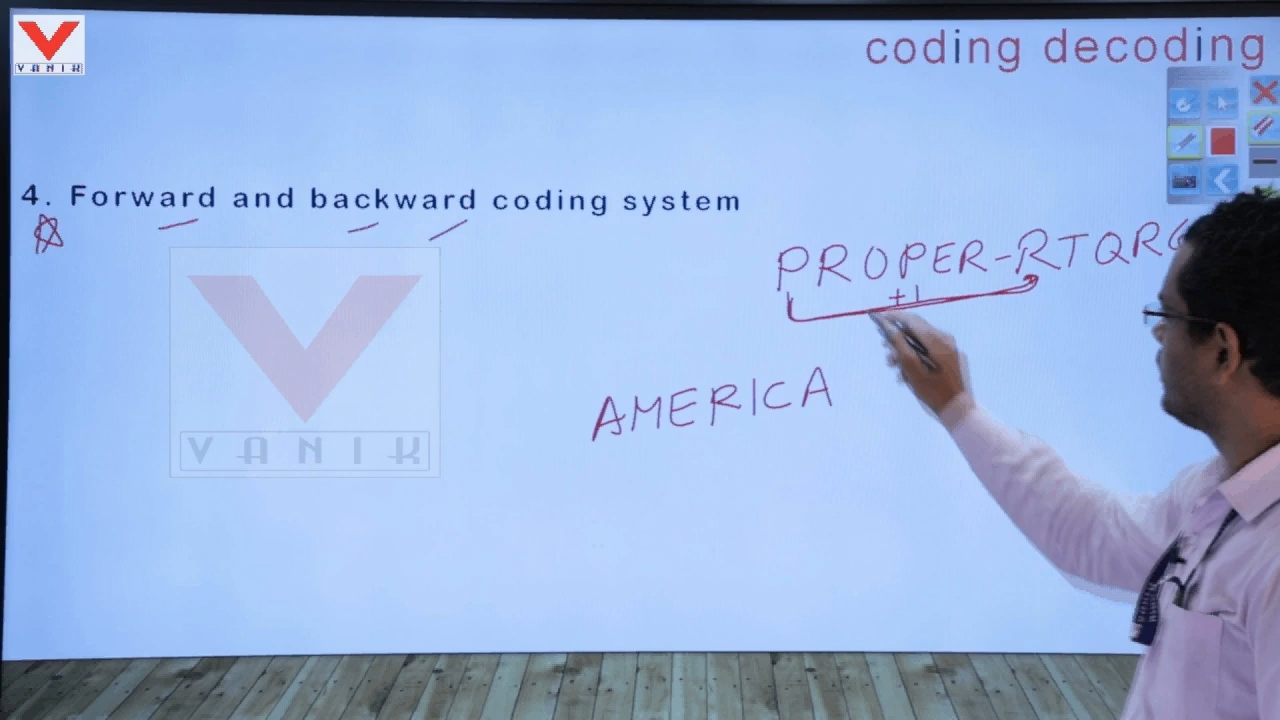 VANIK
coding decoding
4. Forward and backward coding system
PROPER-RTQRG
+1
AMERICA
VANIK